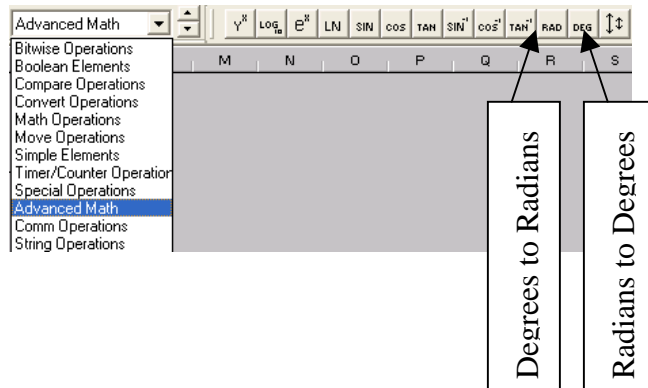 Advanced Math
Y^X LOG10 e^X LN SIN COS TAN SIN⁻¹ COS⁻¹ TAN⁻¹ RAD DEG
Bitwise Operations
Boolean Elements
Compare Operations
Convert Operations
Math Operations
Move Operations
Simple Elements
Timer/Counter Operation
Special Operations
Advanced Math
Comm Operations
String Operations
M N O P Q R S
Degrees to Radians
Radians to Degrees